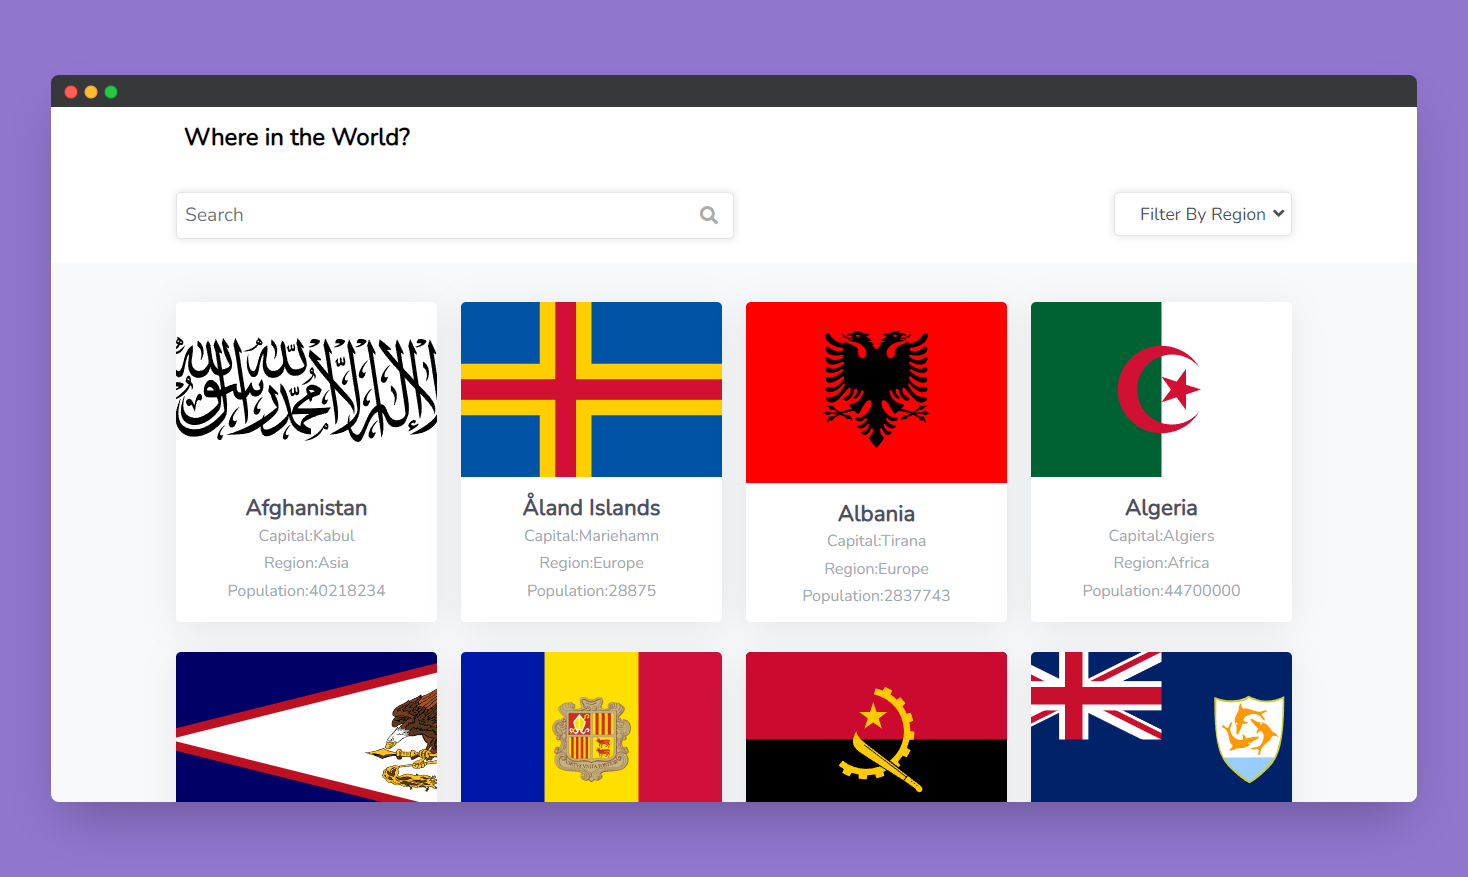 Where in the World?
Search
Filter By Region
لا إله إلا الله محمد رسول الله
Afghanistan
Capital:Kabul
Region:Asia
Population:40218234
Åland Islands
Capital:Mariehamn
Region:Europe
Population:28875
Albania
Capital:Tirana
Region:Europe
Population:2837743
Algeria
Capital:Algiers
Region:Africa
Population:44700000